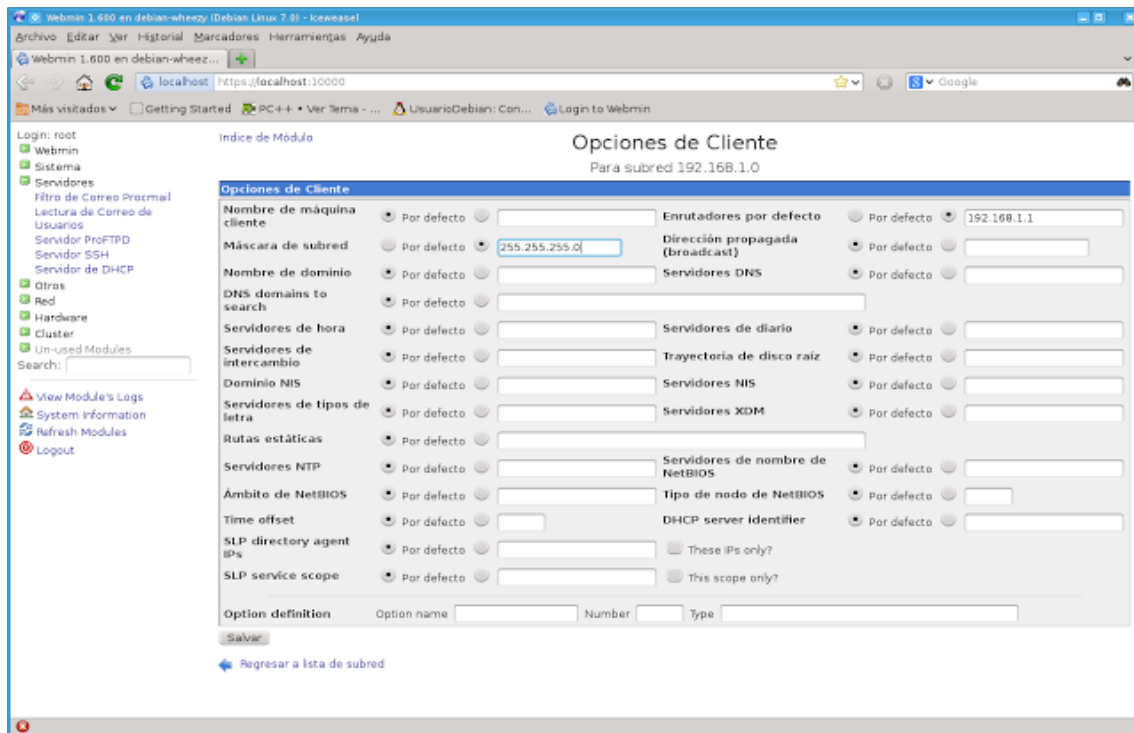 Webmin 1.600 en debian-wheezy (Debian Linux 7.0) - Iceweasel
Archivo Editar Ver Historial Marcadores Herramientas Ayuda
Webmin 1.600 en debian-wheez...
localhost https://localhost:10000 Google
Más visitados Getting Started PC++ • Ver Tema - ... UsuarioDebian: Con... Login to Webmin
Login: root
Webmin
Sistema
Servidores
Filtro de Correo Procmail
Lectura de Correo de
Usuarios
Servidor ProFTPD
Servidor SSH
Servidor de DHCP
Otros
Red
Hardware
Cluster
Un-used Modules
Search:
View Module's Logs
System Information
Refresh Modules
Logout
Indice de Módulo
Opciones de Cliente
Para subred 192.168.1.0
Opciones de Cliente
Nombre de máquina cliente Por defecto Enrutadores por defecto Por defecto 192.168.1.1
Máscara de subred Por defecto 255.255.255.0 Dirección propagada (broadcast) Por defecto
Nombre de dominio Por defecto Servidores DNS Por defecto
DNS domains to search Por defecto
Servidores de hora Por defecto Servidores de diario Por defecto
Servidores de intercambio Por defecto Trayectoria de disco raíz Por defecto
Dominio NIS Por defecto Servidores NIS Por defecto
Servidores de tipos de letra Por defecto Servidores XDM Por defecto
Rutas estáticas Por defecto
Servidores NTP Por defecto Servidores de nombre de NetBIOS Por defecto
Ámbito de NetBIOS Por defecto Tipo de nodo de NetBIOS Por defecto
Time offset Por defecto DHCP server identifier Por defecto
SLP directory agent IPs Por defecto These IPs only?
SLP service scope Por defecto This scope only?
Option definition Option name Number Type
Salvar
Regresar a lista de subred